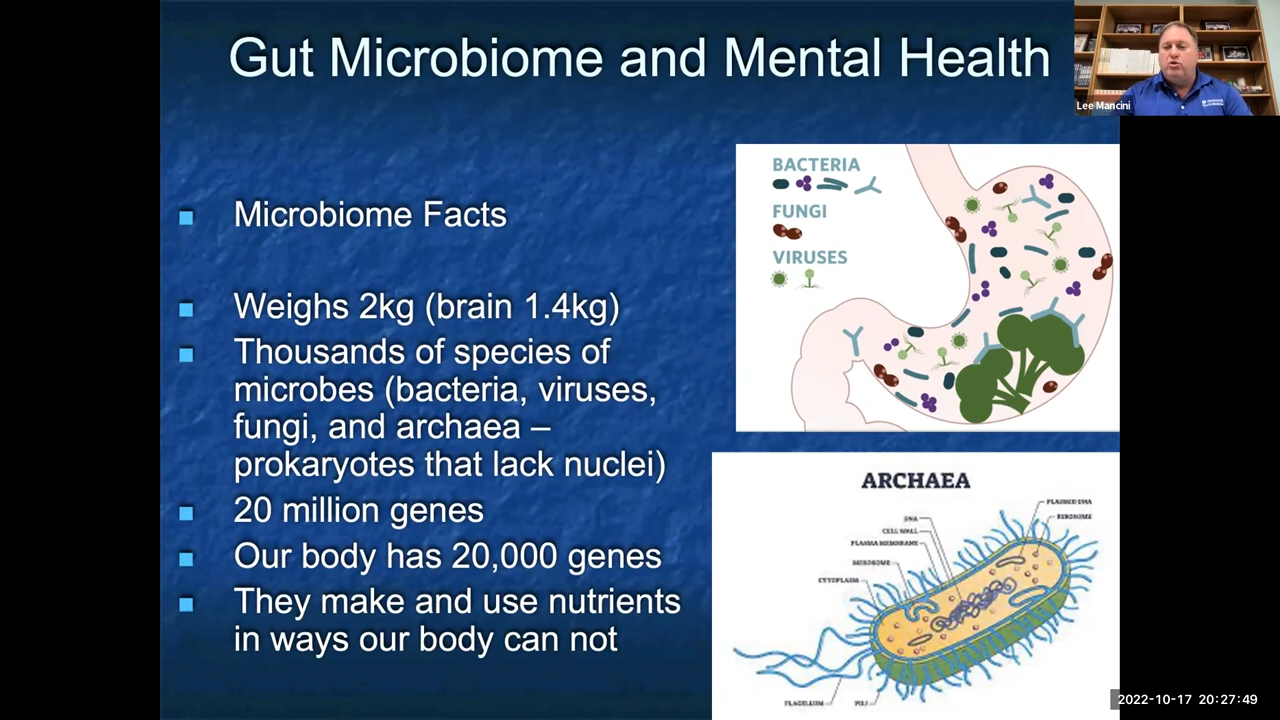 Gut Microbiome and Mental Health
Lee Mancini
Microbiome Facts
Weighs 2kg (brain 1.4kg)
Thousands of species of
microbes (bacteria, viruses,
fungi, and archaea –
prokaryotes that lack nuclei)
20 million genes
Our body has 20,000 genes
They make and use nutrients
in ways our body can not
BACTERIA
FUNGI
VIRUSES
ARCHAEA
PLASMID DNA
RIBOSOME
DNA
CELL WALL
PLASMA MEMBRANE
MESOSOME
CYTOPLASM
FLAGELLUM
PILI
2022-10-17 20:27:49